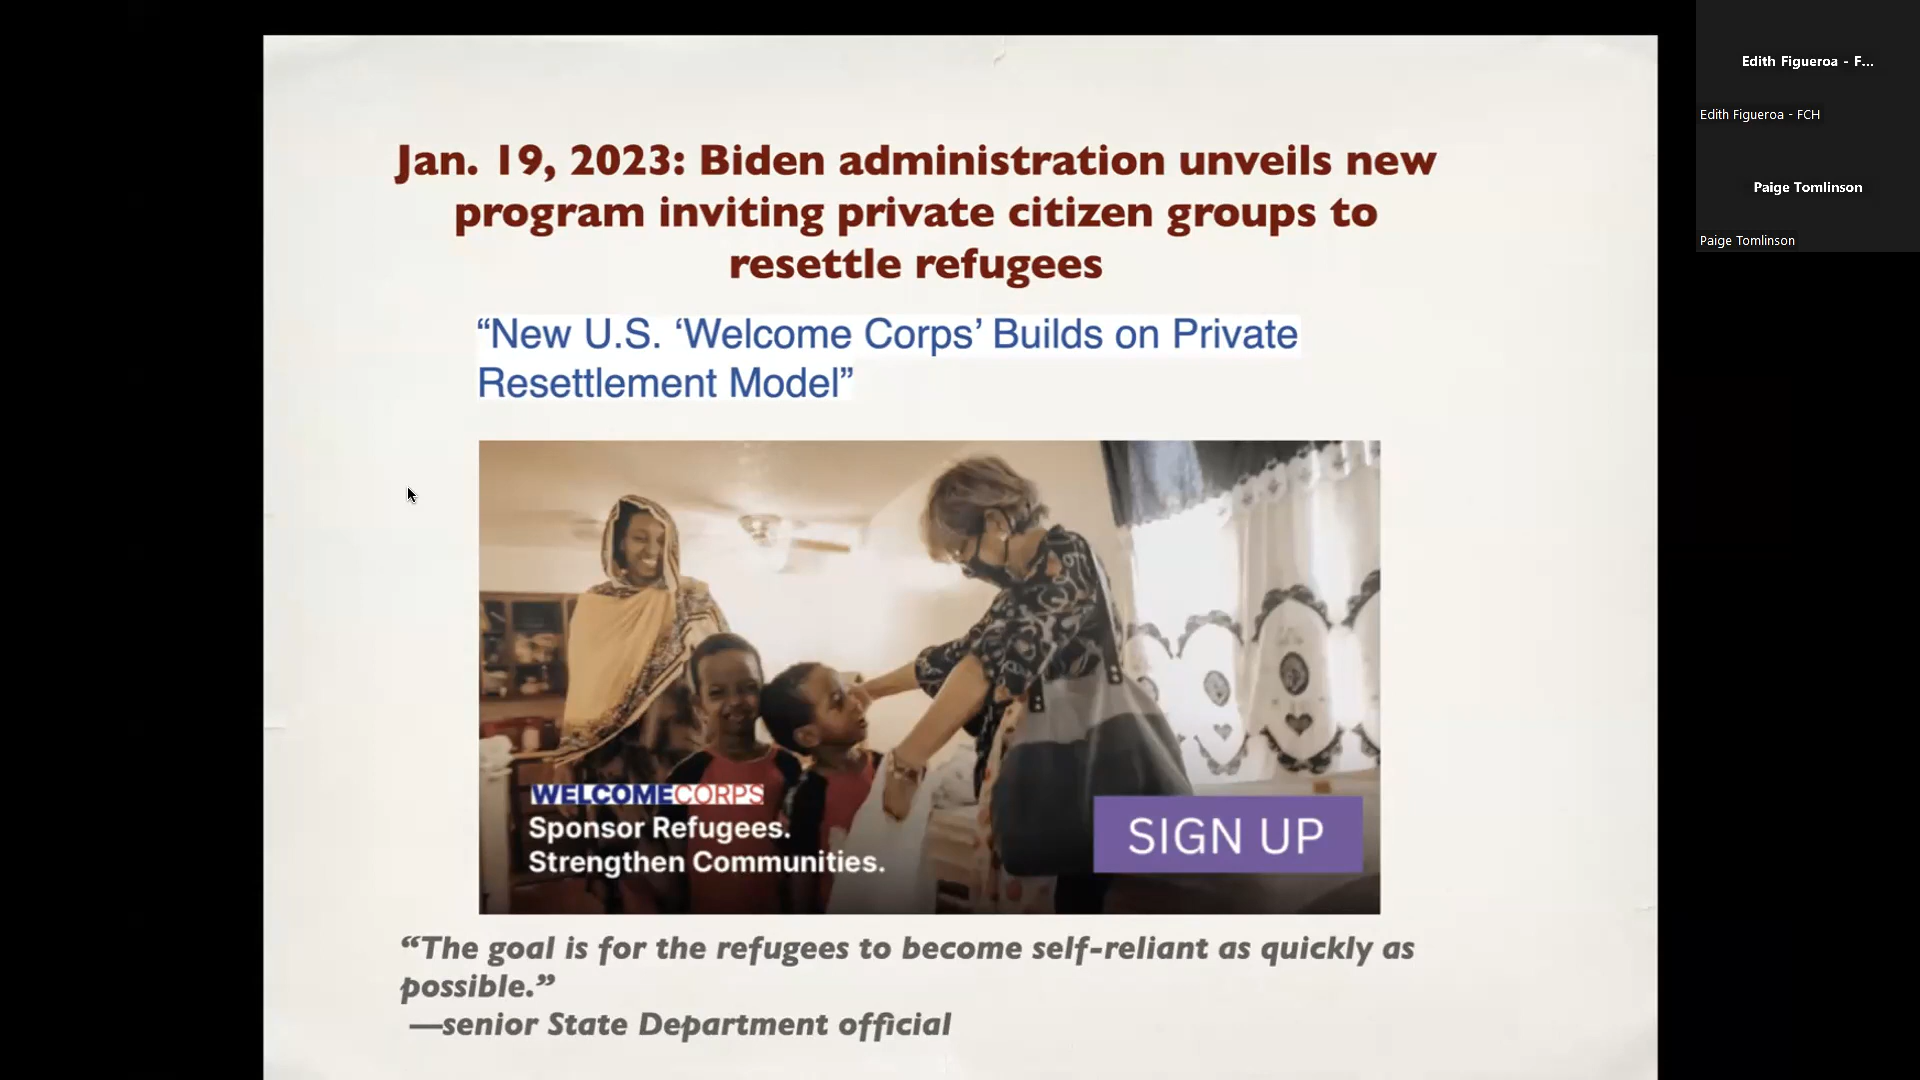 Jan. 19, 2023: Biden administration unveils new
program inviting private citizen groups to
resettle refugees
“New U.S. ‘Welcome Corps’ Builds on Private
Resettlement Model”
WELCOMECORPS
Sponsor Refugees.
Strengthen Communities.
SIGN UP
“The goal is for the refugees to become self-reliant as quickly as
possible.”
—senior State Department official
Edith Figueroa - F...
Edith Figueroa - FCH
Paige Tomlinson
Paige Tomlinson